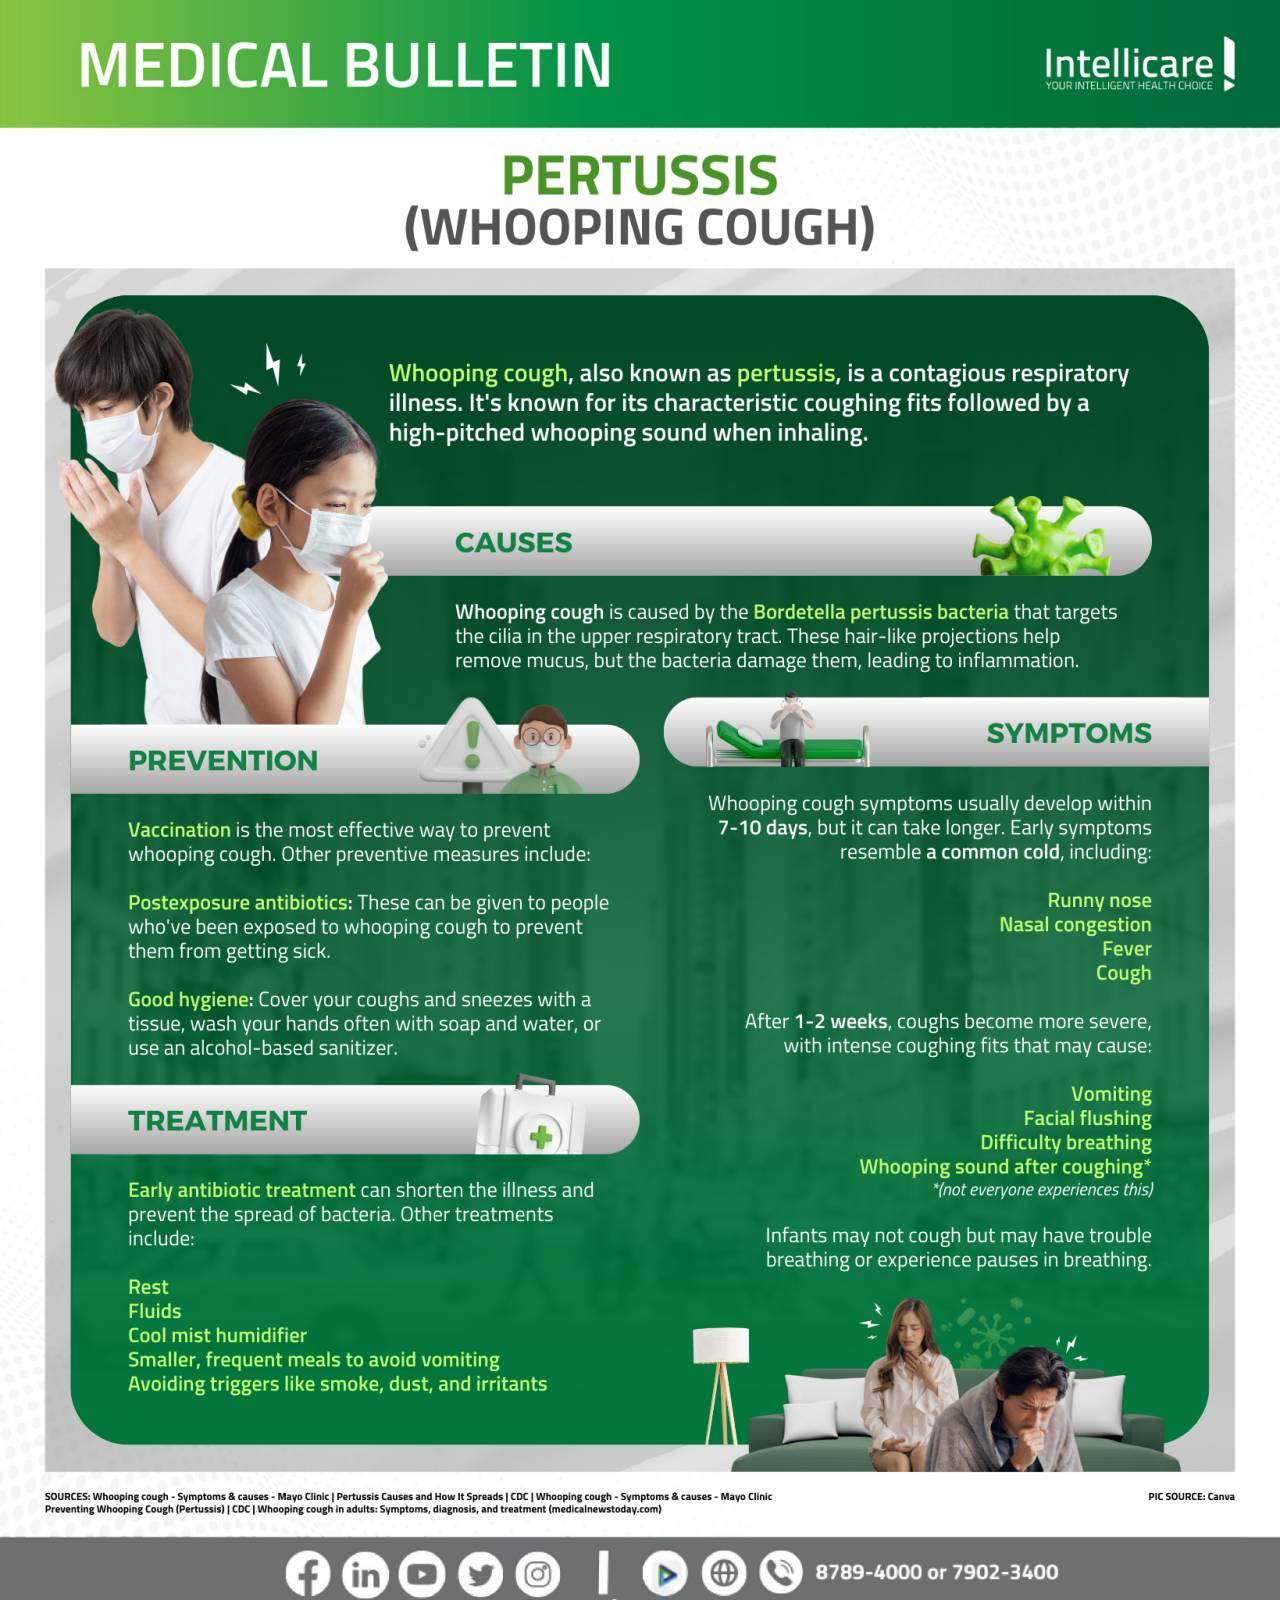 MEDICAL BULLETIN
Intellicare
YOUR INTELLIGENT HEALTH CHOICE
PERTUSSIS
(WHOOPING COUGH)
Whooping cough, also known as pertussis, is a contagious respiratory
illness. It's known for its characteristic coughing fits followed by a
high-pitched whooping sound when inhaling.
CAUSES
Whooping cough is caused by the Bordetella pertussis bacteria that targets
the cilia in the upper respiratory tract. These hair-like projections help
remove mucus, but the bacteria damage them, leading to inflammation.
PREVENTION
Vaccination is the most effective way to prevent
whooping cough. Other preventive measures include:
Postexposure antibiotics: These can be given to people
who've been exposed to whooping cough to prevent
them from getting sick.
Good hygiene: Cover your coughs and sneezes with a
tissue, wash your hands often with soap and water, or
use an alcohol-based sanitizer.
TREATMENT
Early antibiotic treatment can shorten the illness and
prevent the spread of bacteria. Other treatments
include:
Rest
Fluids
Cool mist humidifier
Smaller, frequent meals to avoid vomiting
Avoiding triggers like smoke, dust, and irritants
SYMPTOMS
Whooping cough symptoms usually develop within
7-10 days, but it can take longer. Early symptoms
resemble a common cold, including:
Runny nose
Nasal congestion
Fever
Cough
After 1-2 weeks, coughs become more severe,
with intense coughing fits that may cause:
Vomiting
Facial flushing
Difficulty breathing
Whooping sound after coughing*
*(not everyone experiences this)
Infants may not cough but may have trouble
breathing or experience pauses in breathing.
SOURCES: Whooping cough - Symptoms & causes - Mayo Clinic | Pertussis Causes and How It Spreads | CDC | Whooping cough - Symptoms & causes - Mayo Clinic
Preventing Whooping Cough (Pertussis) | CDC | Whooping cough in adults: Symptoms, diagnosis, and treatment (medicalnewstoday.com)
PIC SOURCE: Canva
8789-4000 or 7902-3400